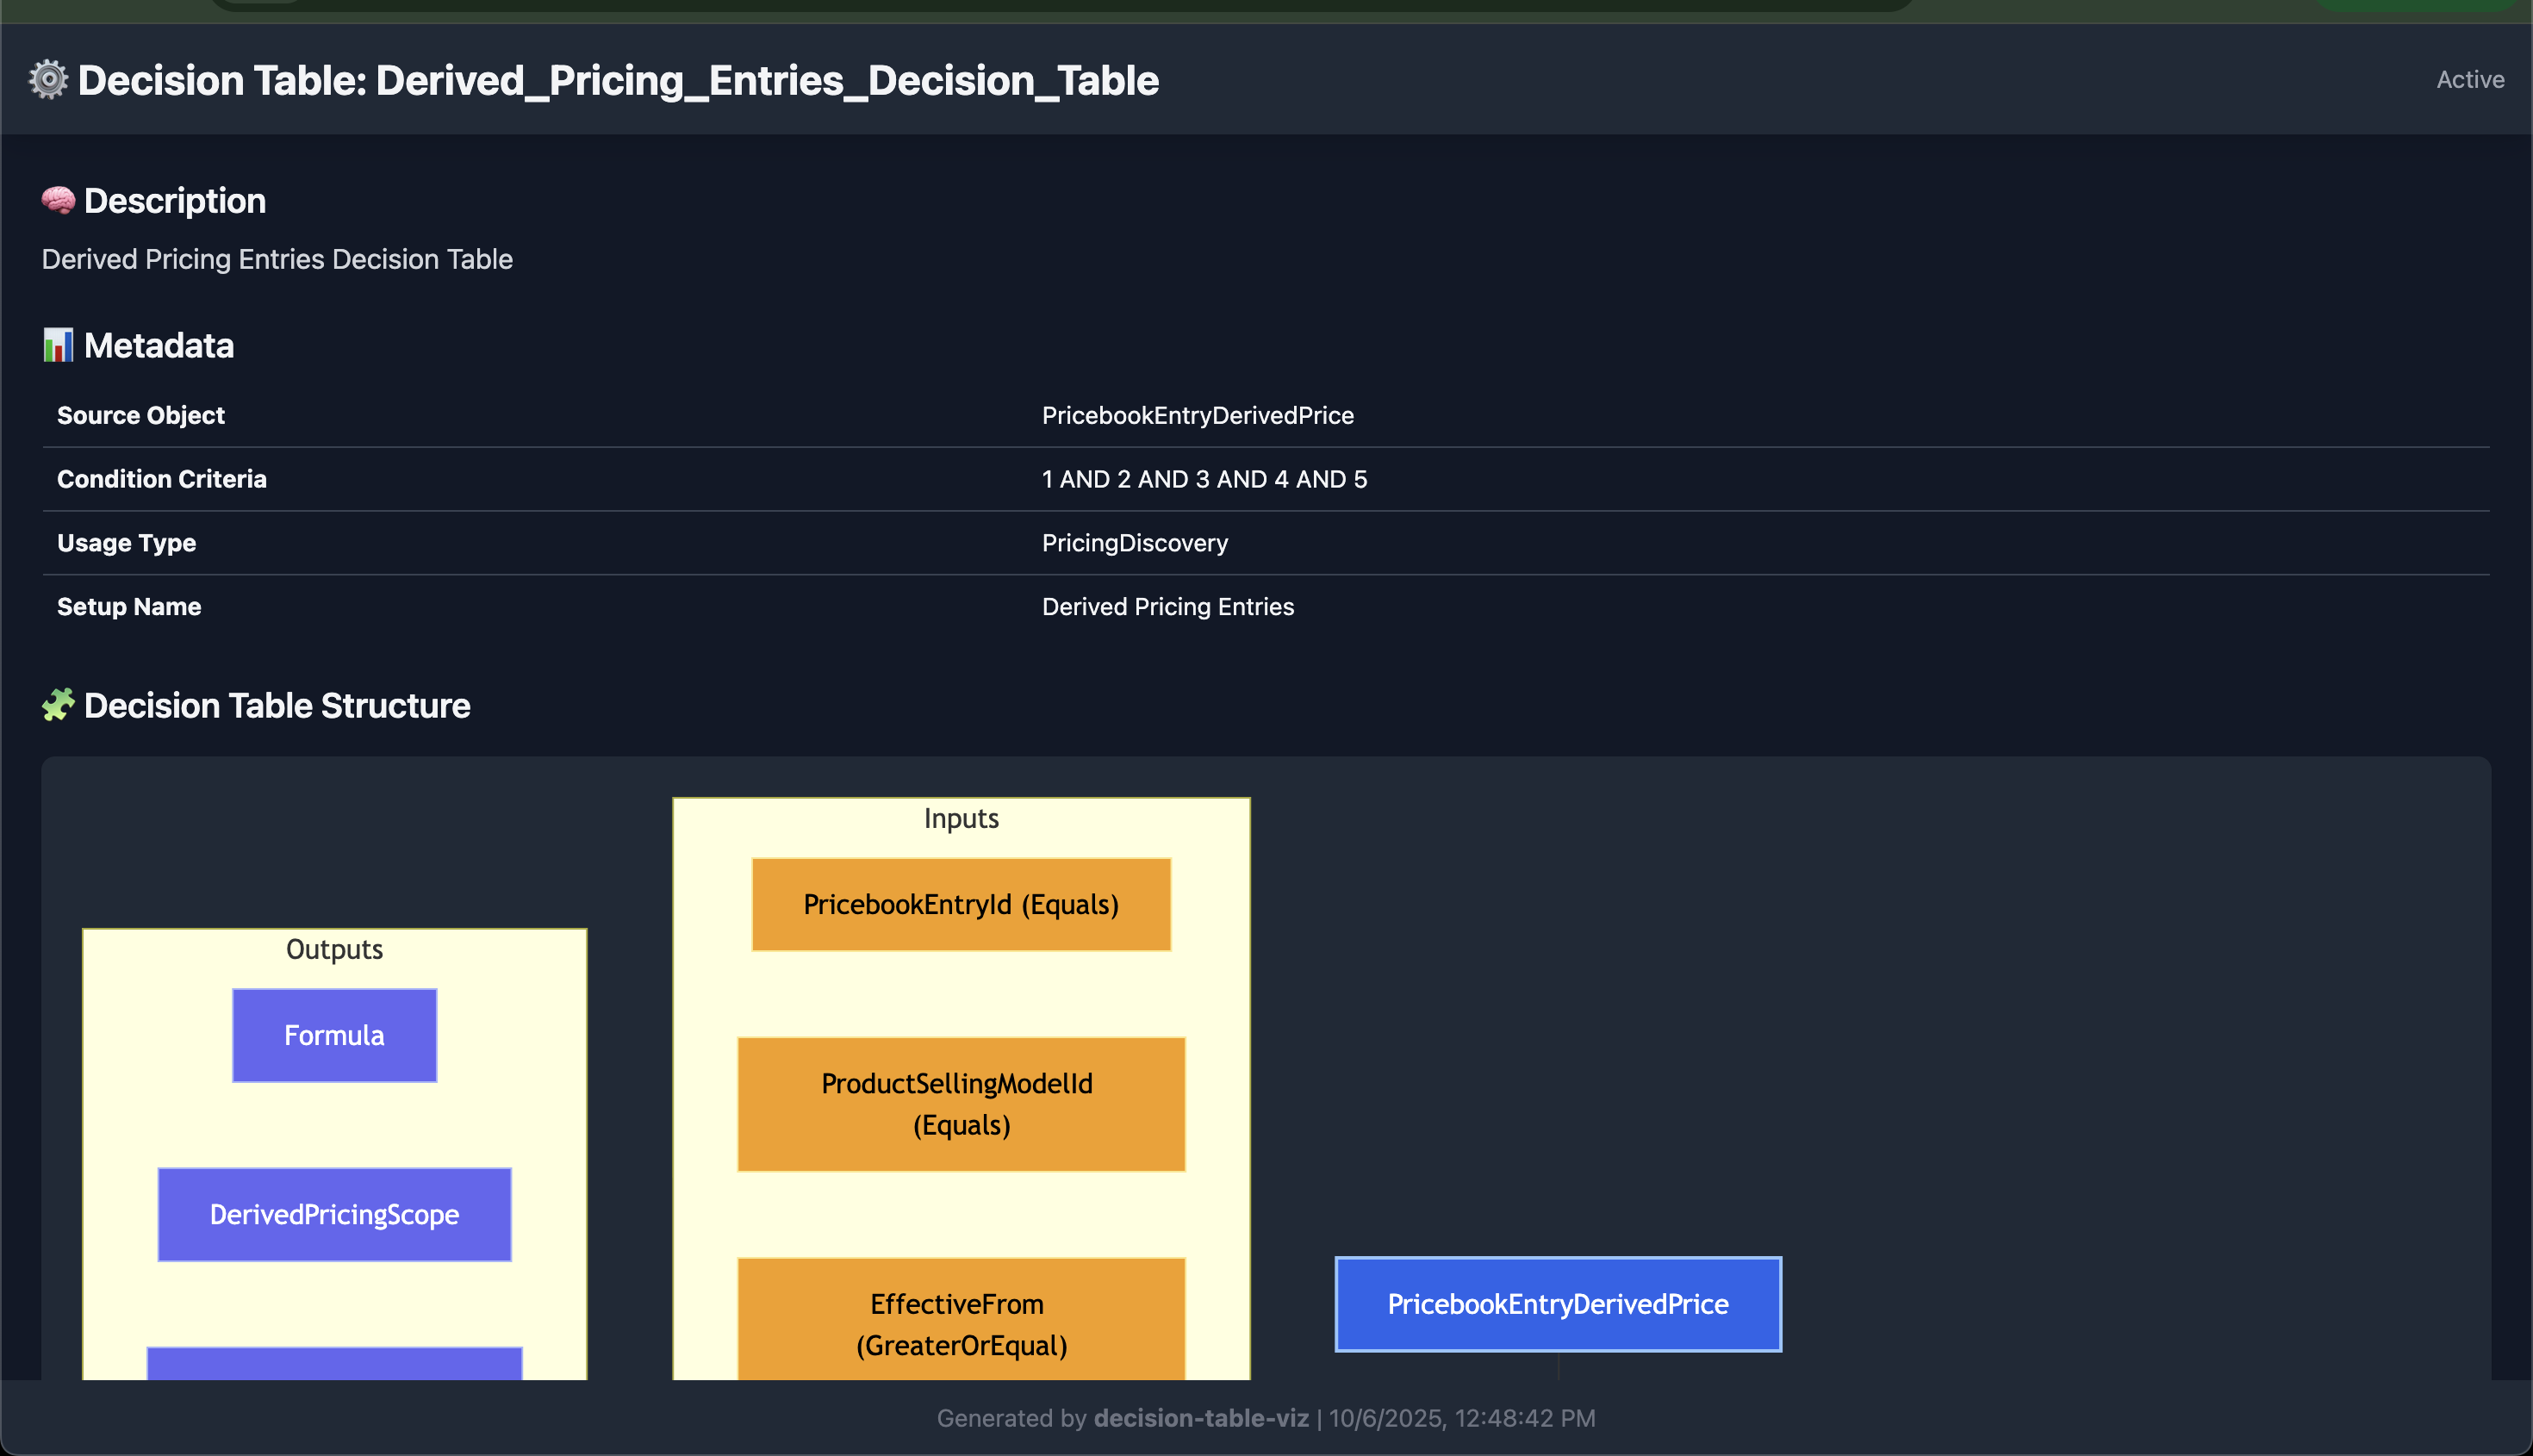 Decision Table: Derived_Pricing_Entries_Decision_Table
Active
Description
Derived Pricing Entries Decision Table
Metadata
Source Object PricebookEntryDerivedPrice
Condition Criteria 1 AND 2 AND 3 AND 4 AND 5
Usage Type PricingDiscovery
Setup Name Derived Pricing Entries
Decision Table Structure
Outputs
Formula
DerivedPricingScope
Inputs
PricebookEntryId (Equals)
ProductSellingModelId
(Equals)
EffectiveFrom
(GreaterOrEqual)
PricebookEntryDerivedPrice
Generated by decision-table-viz | 10/6/2025, 12:48:42 PM